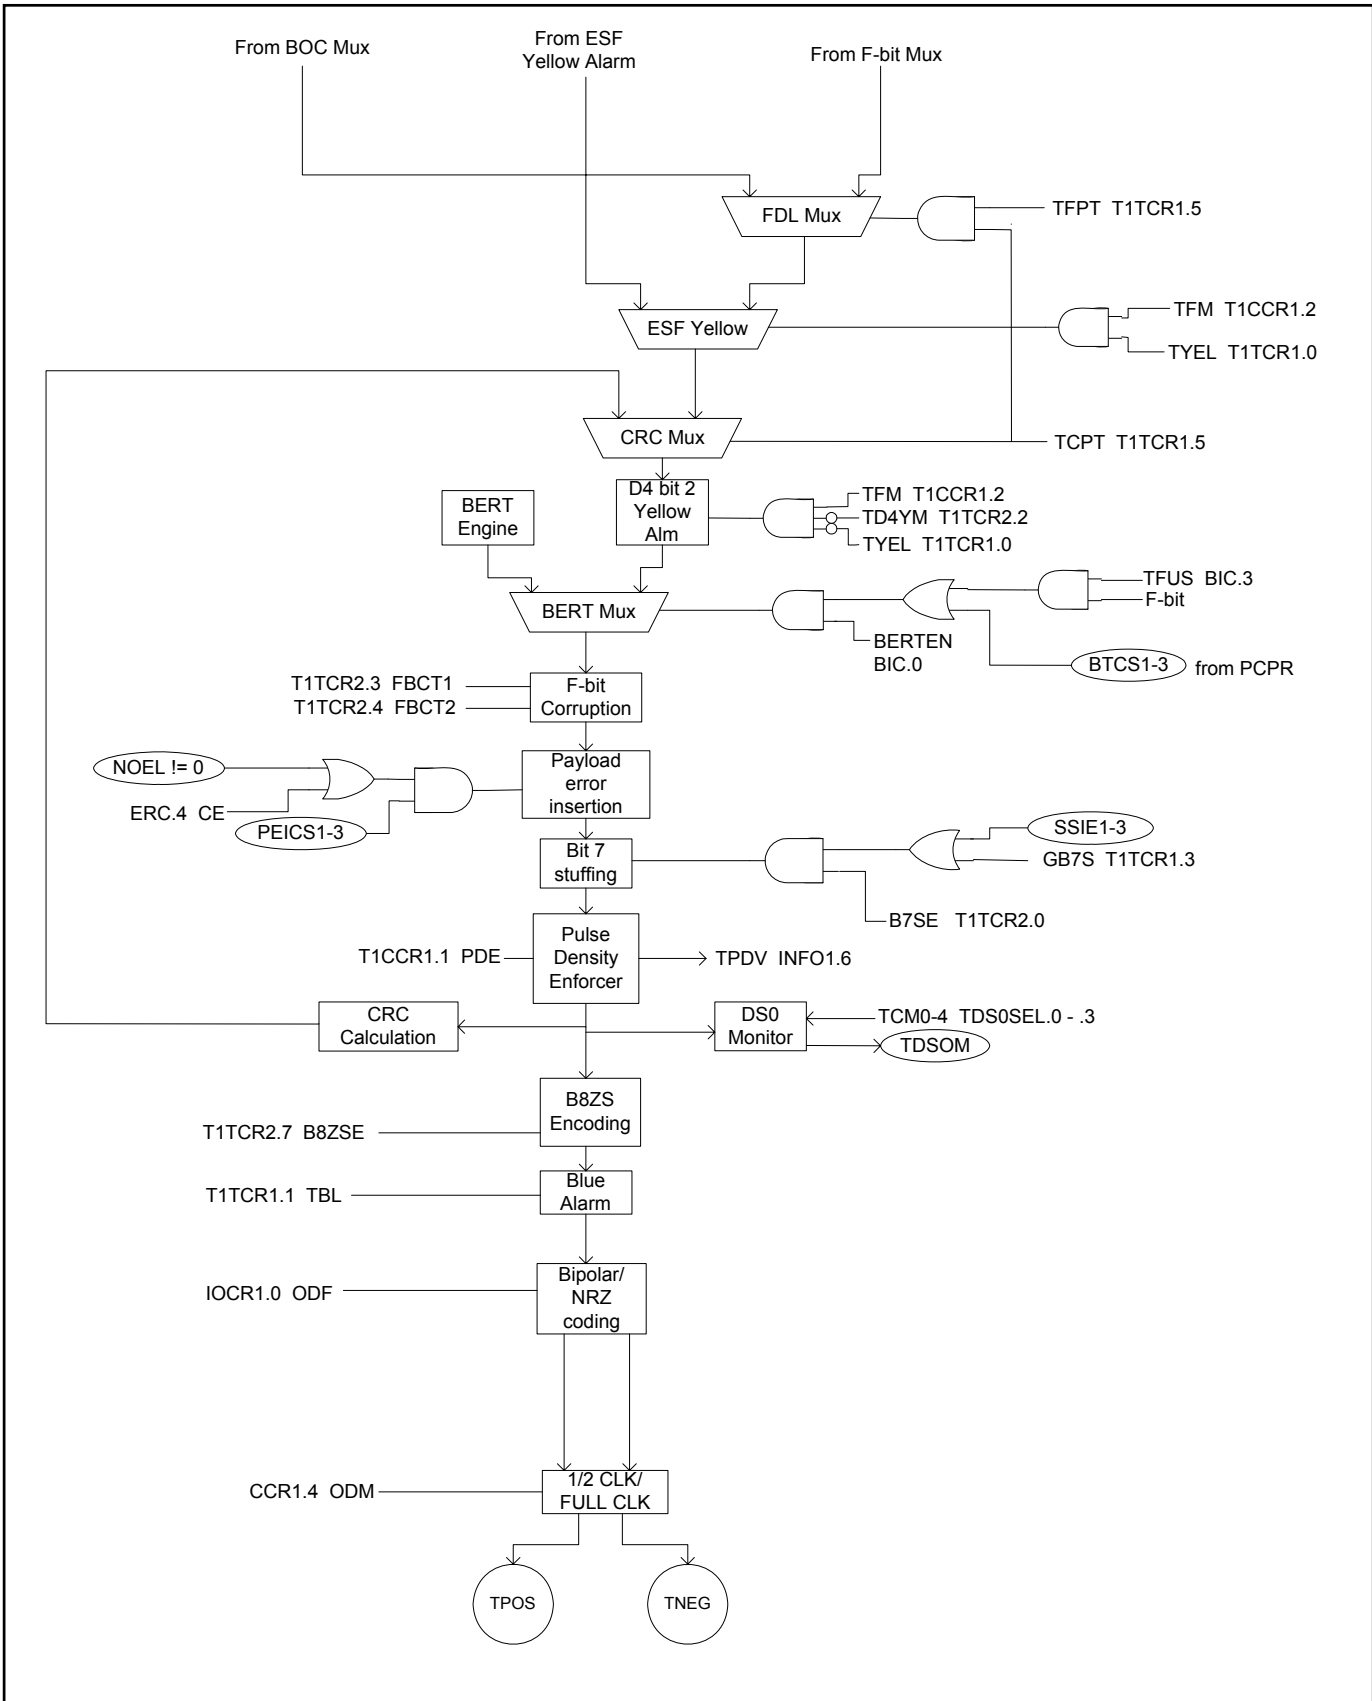 From BOC Mux
From ESF
Yellow Alarm
From F-bit Mux
FDL Mux
TFPT T1TCR1.5
ESF Yellow
TFM T1CCR1.2
TYEL T1TCR1.0
CRC Mux
TCPT T1TCR1.5
BERT
Engine
D4 bit 2
Yellow
Alm
TFM T1CCR1.2
TD4YM T1TCR2.2
TYEL T1TCR1.0
BERT Mux
TFUS BIC.3
F-bit
BERTEN
BIC.0
BTCS1-3 from PCPR
T1TCR2.3 FBCT1
T1TCR2.4 FBCT2
F-bit
Corruption
NOEL != 0
ERC.4 CE
PEICS1-3
Payload
error
insertion
Bit 7
stuffing
SSIE1-3
GB7S T1TCR1.3
B7SE T1TCR2.0
T1CCR1.1 PDE
Pulse
Density
Enforcer
TPDV INFO1.6
CRC
Calculation
DS0
Monitor
TCM0-4 TDS0SEL.0 - .3
TDSOM
B8ZS
Encoding
T1TCR2.7 B8ZSE
Blue
Alarm
T1TCR1.1 TBL
Bipolar/
NRZ
coding
IOCR1.0 ODF
1/2 CLK/
FULL CLK
CCR1.4 ODM
TPOS
TNEG